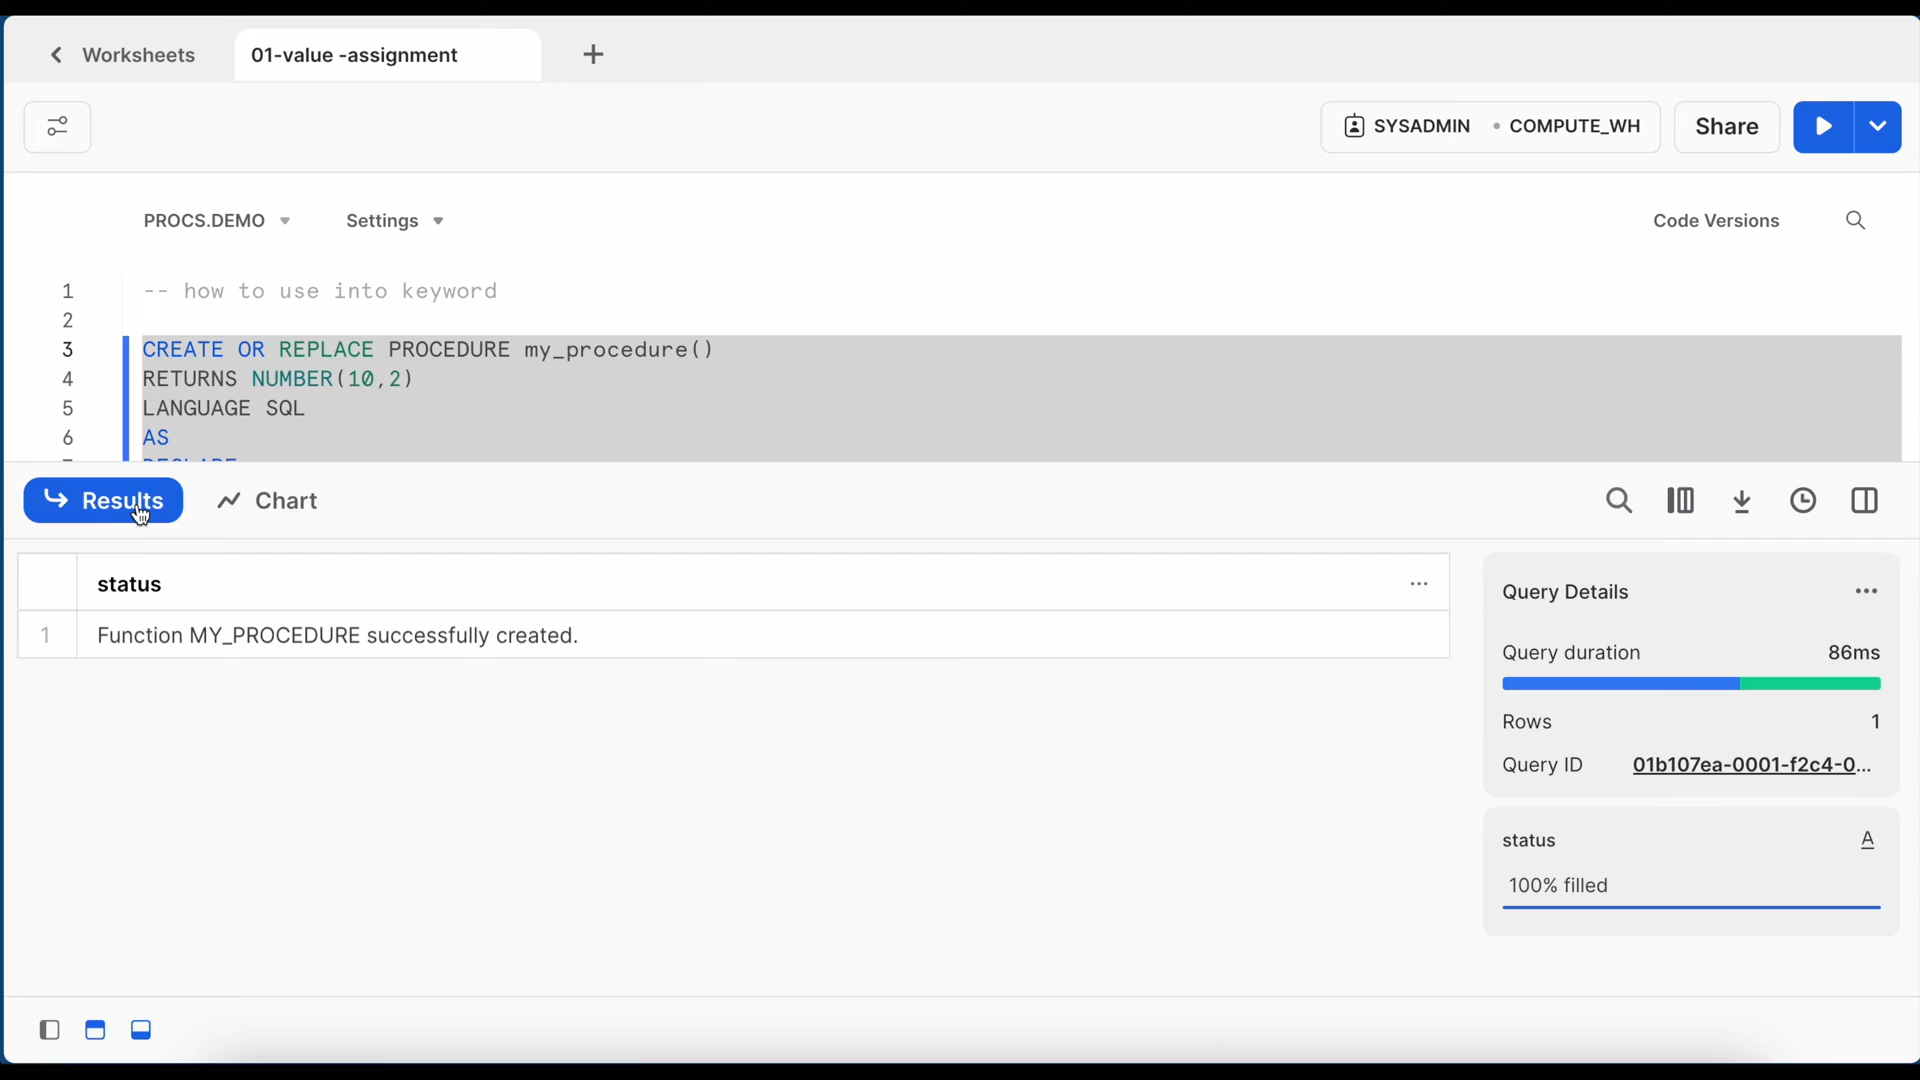 Worksheets
01-value -assignment
SYSADMIN • COMPUTE_WH
Share
PROCS.DEMO
Settings
Code Versions
1 -- how to use into keyword
2
3 CREATE OR REPLACE PROCEDURE my_procedure()
4 RETURNS NUMBER(10,2)
5 LANGUAGE SQL
6 AS
Results
Chart
status
1 Function MY_PROCEDURE successfully created.
Query Details
Query duration 86ms
Rows 1
Query ID 01b107ea-0001-f2c4-0...
status A
100% filled